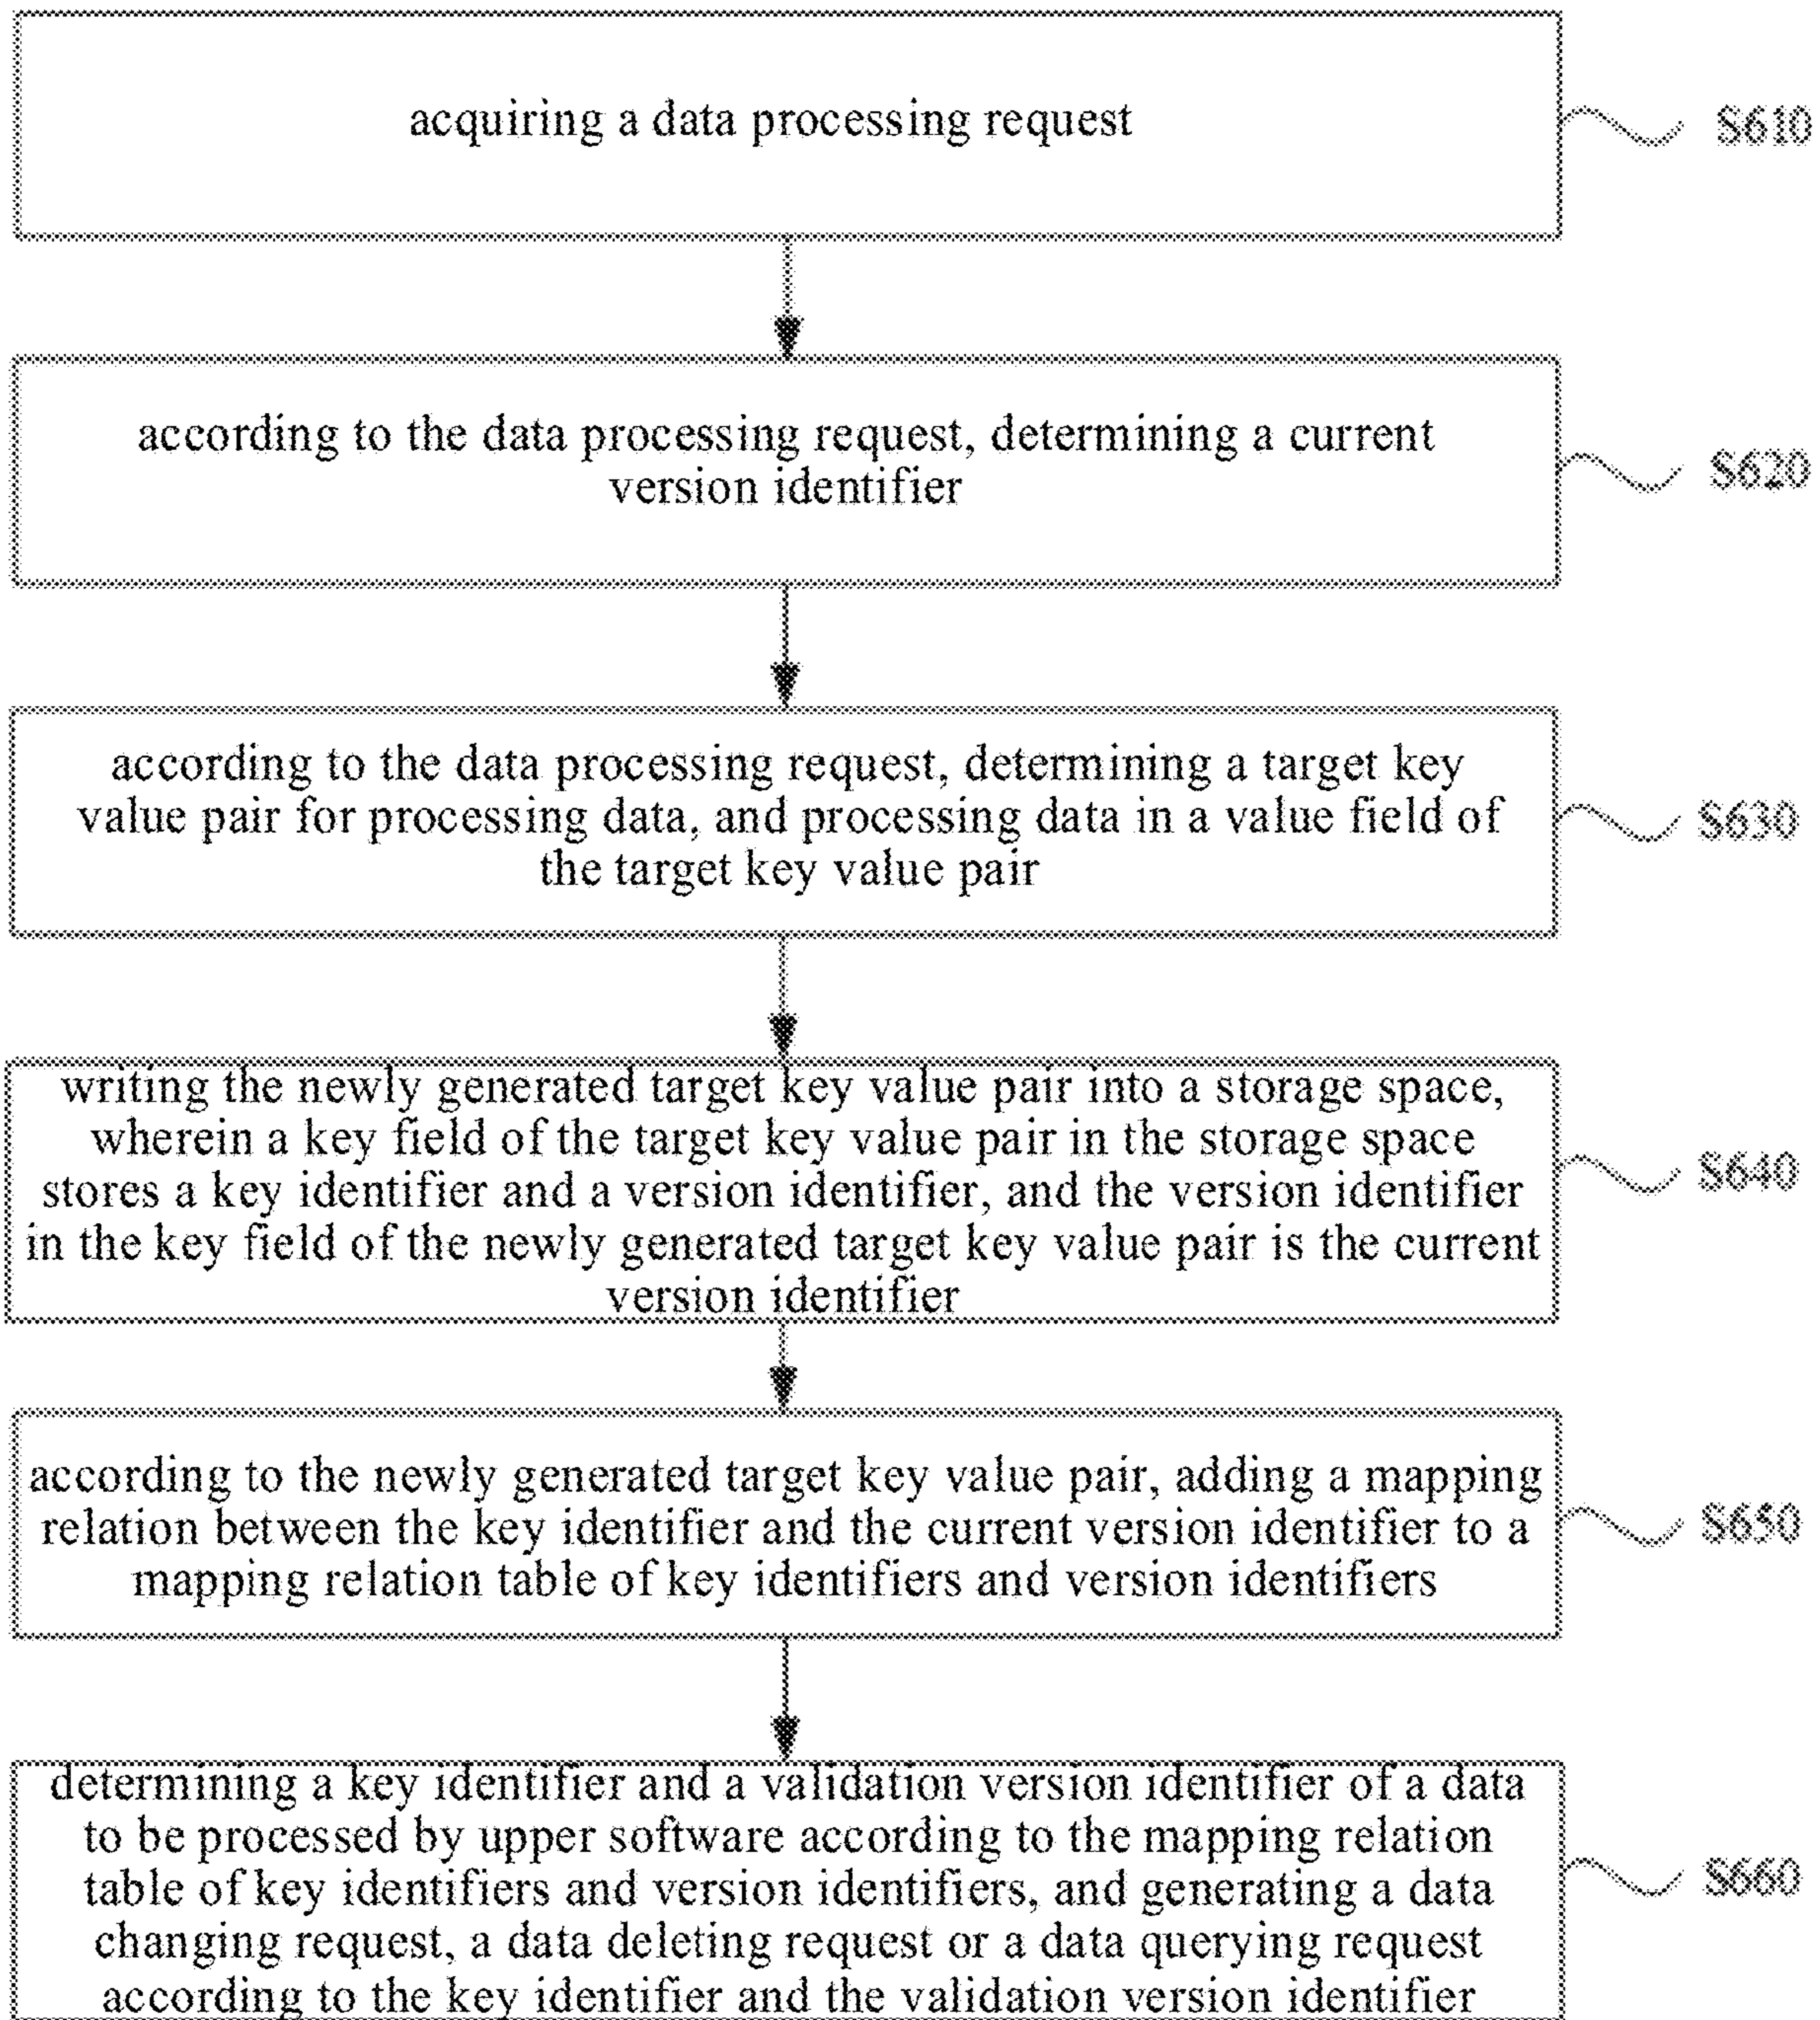 acquiring a data processing request
S610
according to the data processing request, determining a current
version identifier
S620
according to the data processing request, determining a target key
value pair for processing data, and processing data in a value field of
the target key value pair
S630
writing the newly generated target key value pair into a storage space,
wherein a key field of the target key value pair in the storage space
stores a key identifier and a version identifier, and the version identifier
in the key field of the newly generated target key value pair is the current
version identifier
S640
according to the newly generated target key value pair, adding a mapping
relation between the key identifier and the current version identifier to a
mapping relation table of key identifiers and version identifiers
S650
determining a key identifier and a validation version identifier of a data
to be processed by upper software according to the mapping relation
table of key identifiers and version identifiers, and generating a data
changing request, a data deleting request or a data querying request
according to the key identifier and the validation version identifier
S660